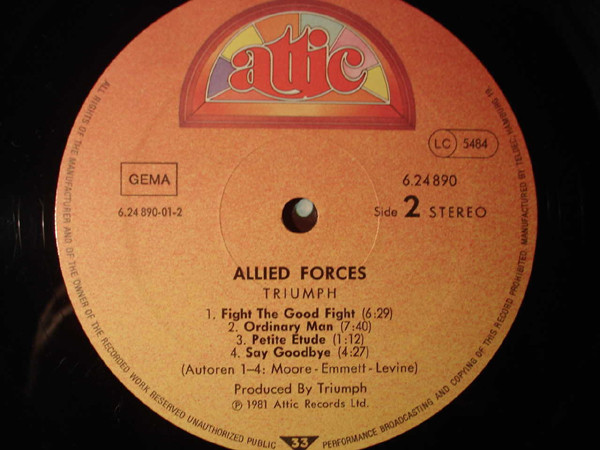 attic
LC 5484
GEMA
6.24 890
6.24 890-01-2
Side 2 STEREO
ALLIED FORCES
TRIUMPH
1. Fight The Good Fight (6:29)
2. Ordinary Man (7:40)
3. Petite Etude (1:12)
4. Say Goodbye (4:27)
(Autoren 1–4: Moore - Emmett - Levine)
Produced By Triumph
℗ 1981 Attic Records Ltd.
33
ALL RIGHTS OF THE MANUFACTURER AND OF THE OWNER OF THE RECORDED WORK RESERVED UNAUTHORIZED PUBLIC PERFORMANCE BROADCASTING AND COPYING OF THIS RECORD PROHIBITED. MANUFACTURED BY